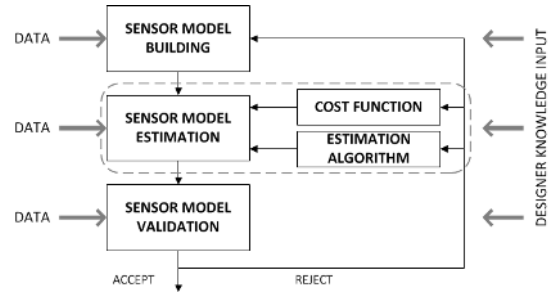 DATA
SENSOR MODEL
BUILDING
DATA
SENSOR MODEL
ESTIMATION
COST FUNCTION
ESTIMATION
ALGORITHM
DATA
SENSOR MODEL
VALIDATION
ACCEPT
REJECT
DESIGNER KNOWLEDGE INPUT